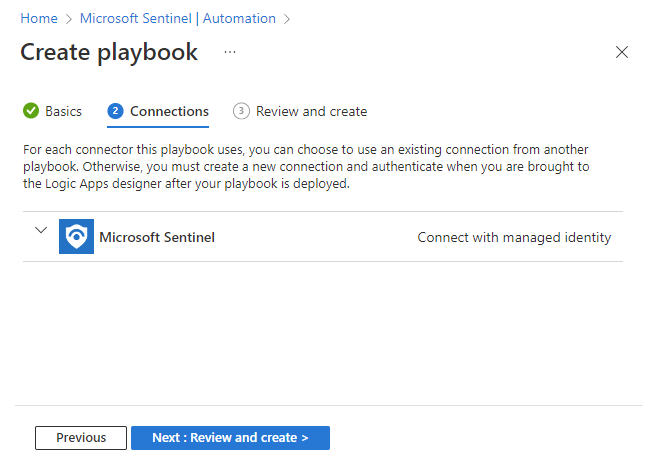 Home > Microsoft Sentinel | Automation >
Create playbook ...
Basics 2 Connections 3 Review and create
For each connector this playbook uses, you can choose to use an existing connection from another
playbook. Otherwise, you must create a new connection and authenticate when you are brought to
the Logic Apps designer after your playbook is deployed.
Microsoft Sentinel Connect with managed identity
Previous Next : Review and create >